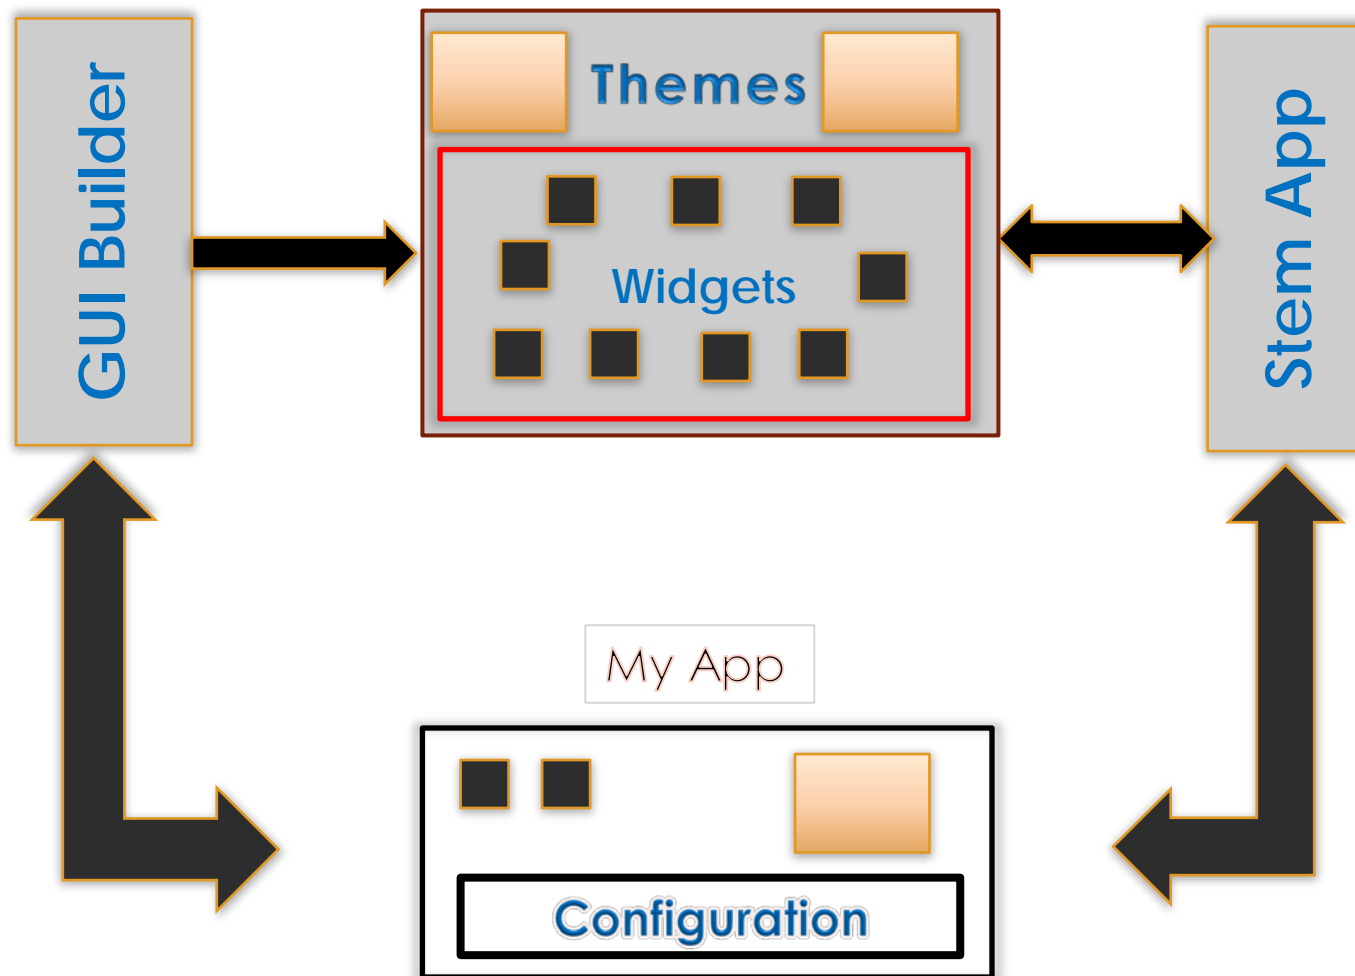 GUI Builder
Themes
Widgets
Stem App
My App
Configuration